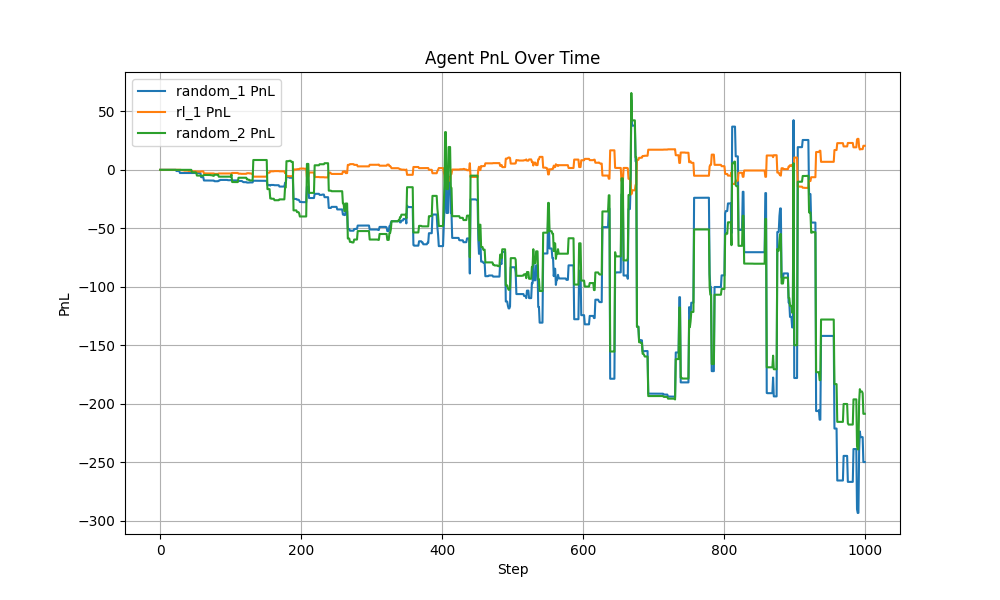 Agent PnL Over Time
random_1 PnL
rl_1 PnL
random_2 PnL
PnL
50
0
−50
−100
−150
−200
−250
−300
0 200 400 600 800 1000
Step